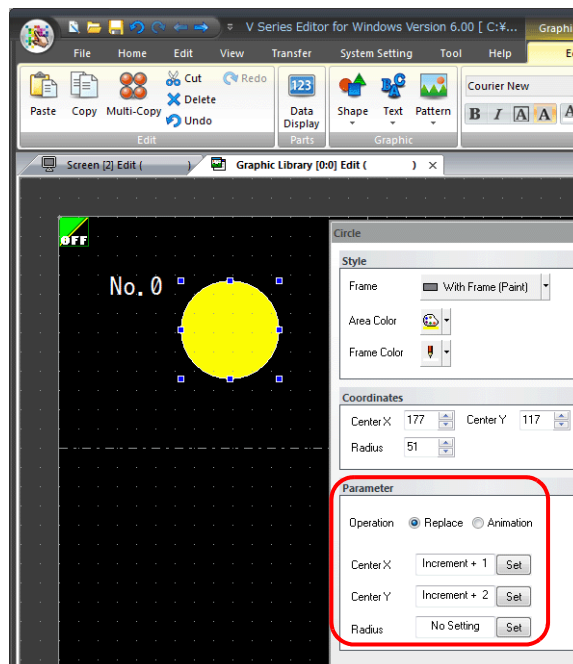 V Series Editor for Windows Version 6.00 [ C:¥...
Graphi
File Home Edit View Transfer System Setting Tool Help
Paste Copy Multi-Copy Cut Delete Undo Redo
Edit
123
Data Display
Parts
Shape Text Pattern
Graphic
Courier New
B I A A
Screen [2] Edit ( )
Graphic Library [0:0] Edit ( ) ×
OFF
No.0
Circle
Style
Frame With Frame (Paint)
Area Color
Frame Color
Coordinates
Center X 177 Center Y 117
Radius 51
Parameter
Operation Replace Animation
Center X Increment + 1 Set
Center Y Increment + 2 Set
Radius No Setting Set